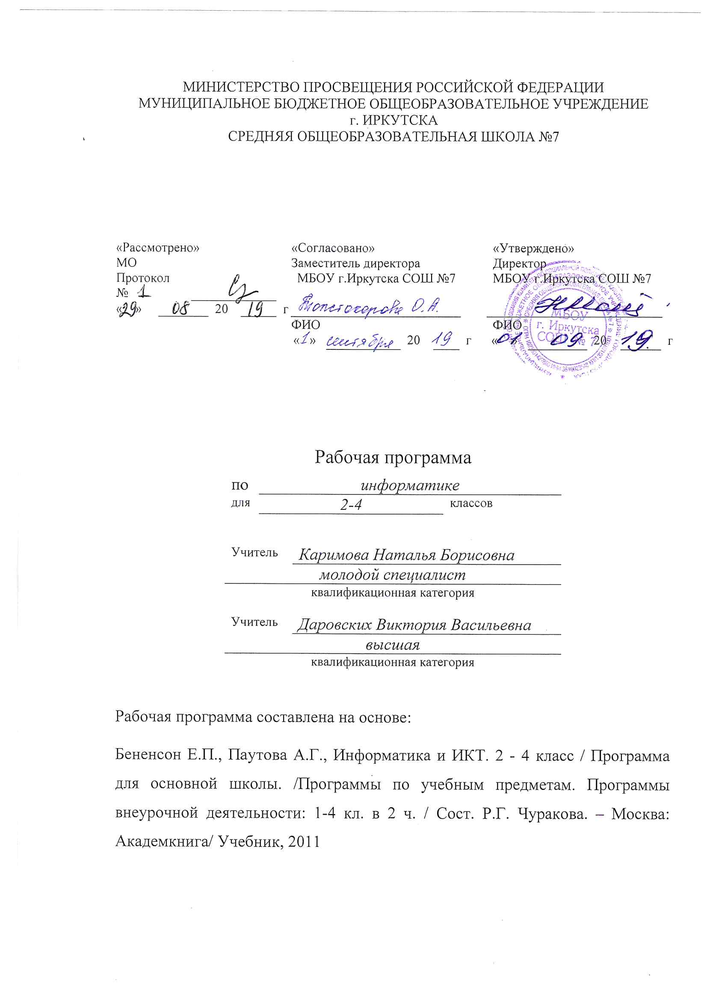 МИНИСТЕРСТВО ПРОСВЕЩЕНИЯ РОССИЙСКОЙ ФЕДЕРАЦИИ
МУНИЦИПАЛЬНОЕ БЮДЖЕТНОЕ ОБЩЕОБРАЗОВАТЕЛЬНОЕ УЧРЕЖДЕНИЕ
г. ИРКУТСКА
СРЕДНЯЯ ОБЩЕОБРАЗОВАТЕЛЬНАЯ ШКОЛА №7
«Рассмотрено»
МО
Протокол
№ 1
«29» 08 20 19 г
«Согласовано»
Заместитель директора
МБОУ г.Иркутска СОШ №7
О.А.
ФИО
«1» сентября 20 19 г
«Утверждено»
Директор
МБОУ г.Иркутска СОШ №7
ФИО
«01» 09 20 19. г
МБОУ
г. Иркутска
СОШ № 7
Рабочая программа
по информатике
для 2-4 классов
Учитель Каримова Наталья Борисовна
молодой специалист
квалификационная категория
Учитель Даровских Виктория Васильевна
высшая
квалификационная категория
Рабочая программа составлена на основе:
Бененсон Е.П., Паутова А.Г., Информатика и ИКТ. 2 - 4 класс / Программа
для основной школы. /Программы по учебным предметам. Программы
внеурочной деятельности: 1-4 кл. в 2 ч. / Сост. Р.Г. Чуракова. – Москва:
Академкнига/ Учебник, 2011